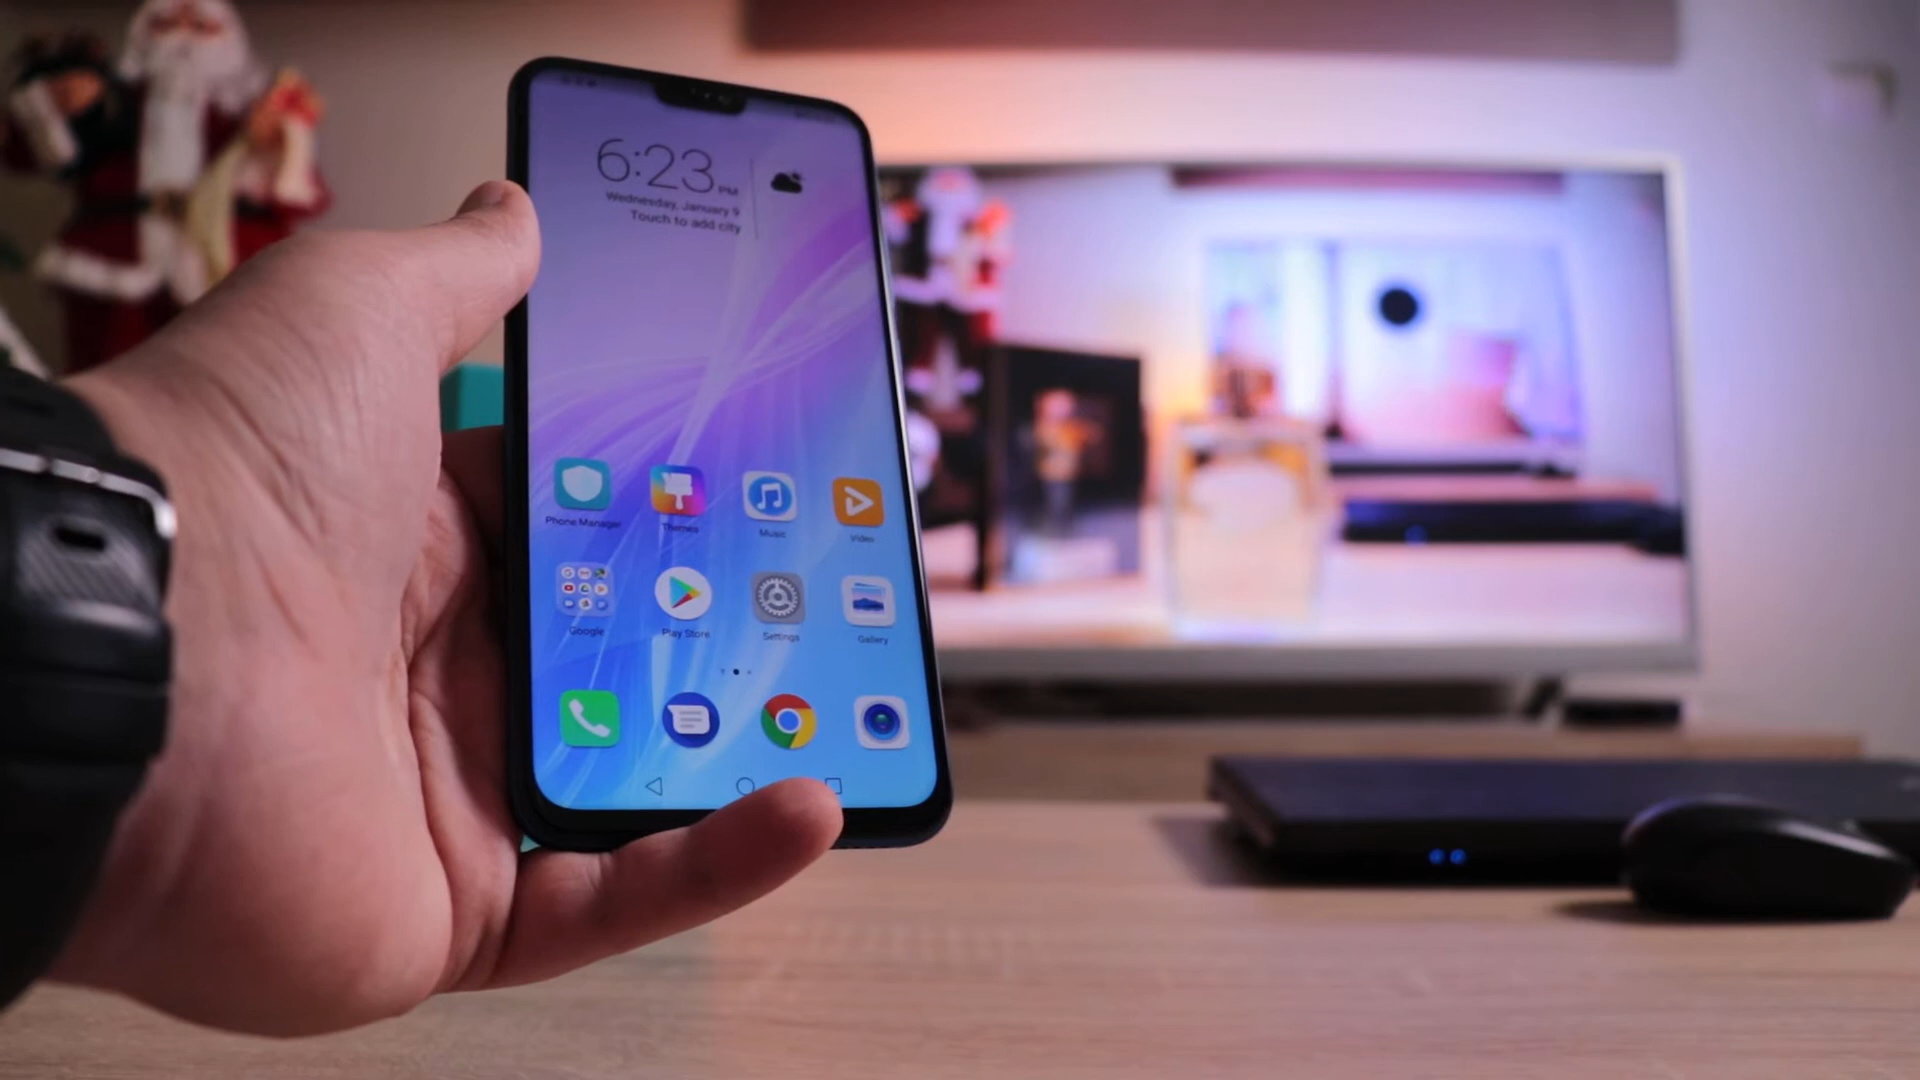 6:23 PM
Wednesday, January 9
Touch to add city
Phone Manager
Themes
Music
Video
Google
Play Store
Settings
Gallery